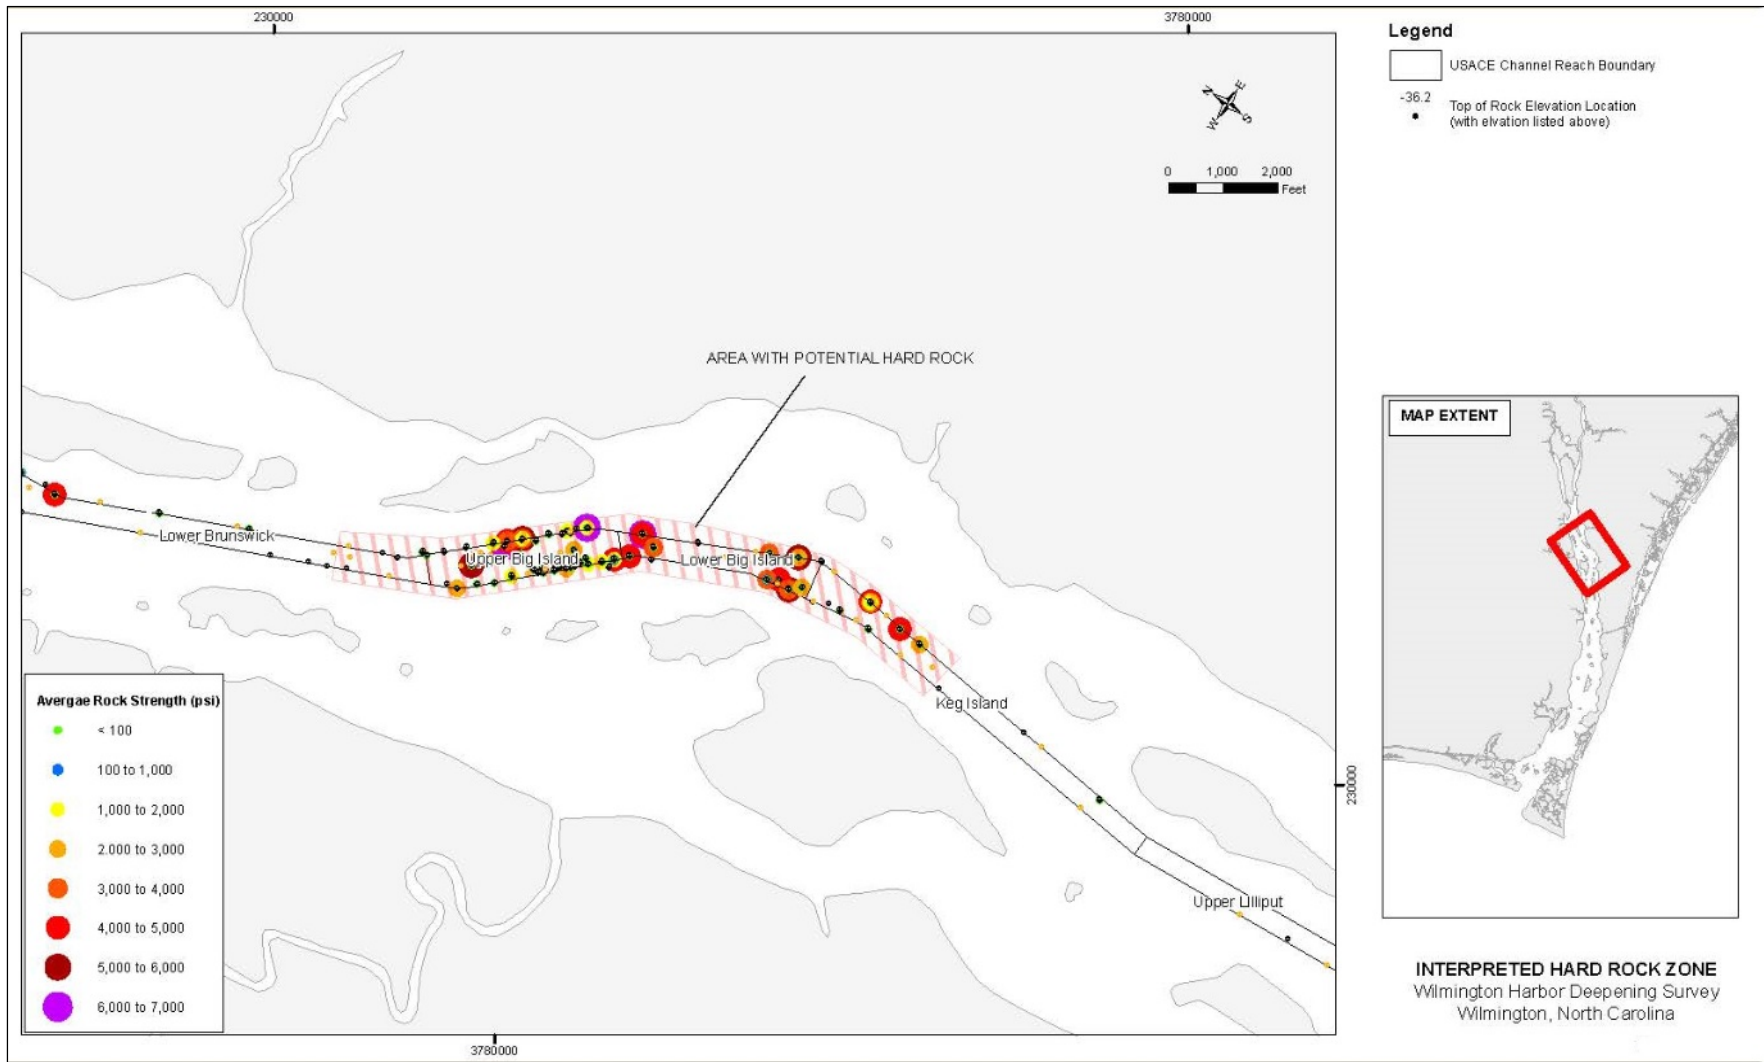 230000
3780000
Legend
USACE Channel Reach Boundary
-36.2
Top of Rock Elevation Location
(with elvation listed above)
N
E
W
S
0 1,000 2,000
Feet
AREA WITH POTENTIAL HARD ROCK
MAP EXTENT
Lower Brunswick
Upper Big Island
Lower Big Island
Keg Island
Upper Lilliput
230000
Avergae Rock Strength (psi)
< 100
100 to 1,000
1,000 to 2,000
2.000 to 3,000
3,000 to 4,000
4,000 to 5,000
5,000 to 6,000
6,000 to 7,000
3780000
INTERPRETED HARD ROCK ZONE
Wilmington Harbor Deepening Survey
Wilmington, North Carolina